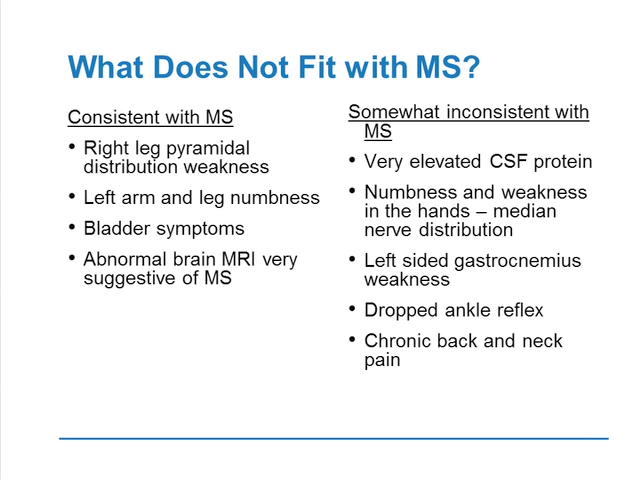 What Does Not Fit with MS?
Consistent with MS
• Right leg pyramidal
distribution weakness
• Left arm and leg numbness
• Bladder symptoms
• Abnormal brain MRI very
suggestive of MS
Somewhat inconsistent with
MS
• Very elevated CSF protein
• Numbness and weakness
in the hands – median
nerve distribution
• Left sided gastrocnemius
weakness
• Dropped ankle reflex
• Chronic back and neck
pain